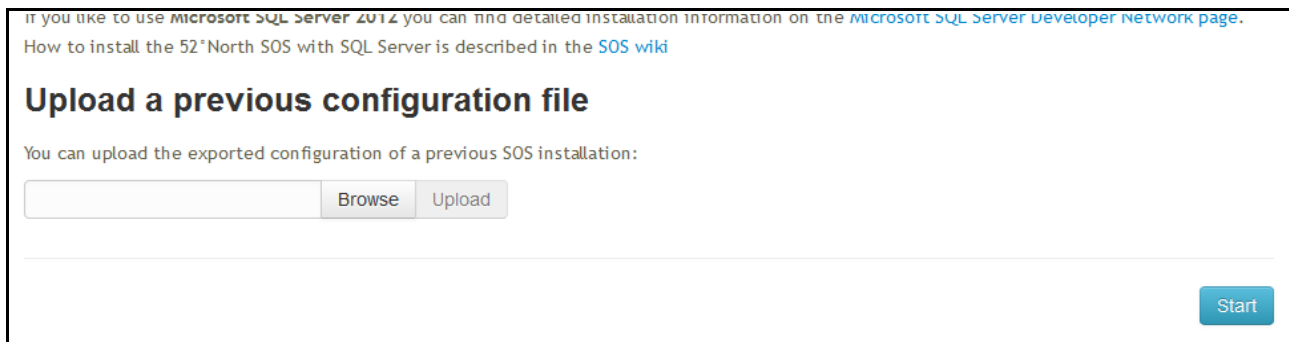 If you like to use Microsoft SQL Server 2012 you can find detailed installation information on the Microsoft SQL Server Developer Network page.
How to install the 52°North SOS with SQL Server is described in the SOS wiki
Upload a previous configuration file
You can upload the exported configuration of a previous SOS installation:
Browse Upload
Start